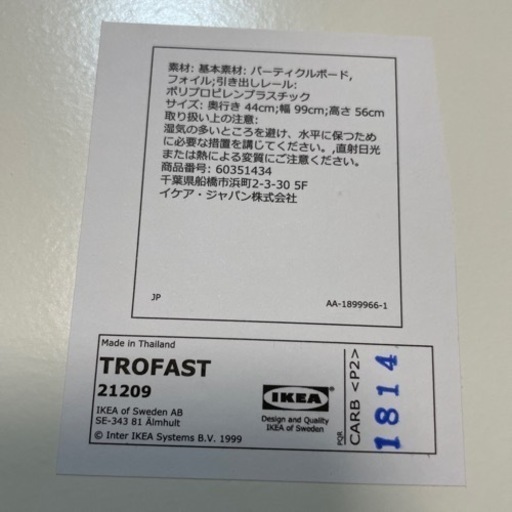 素材: 基本素材: パーティクルボード,
フォイル;引き出しレール:
ポリプロピレンプラスチック
サイズ: 奥行き 44cm;幅 99cm;高さ 56cm
取り扱い上の注意:
湿気の多いところを避け、水平に保つため
に必要な措置を講じてください。,直射日光
または熱による変質にご注意ください。
商品番号: 60351434
千葉県船橋市浜町2-3-30 5F
イケア・ジャパン株式会社
JP
AA-1899966-1
Made in Thailand
TROFAST
21209
IKEA of Sweden AB
SE-343 81 Älmhult
© Inter IKEA Systems B.V. 1999
IKEA
Design and Quality
IKEA of Sweden
PQR
CARB <P2>
1814